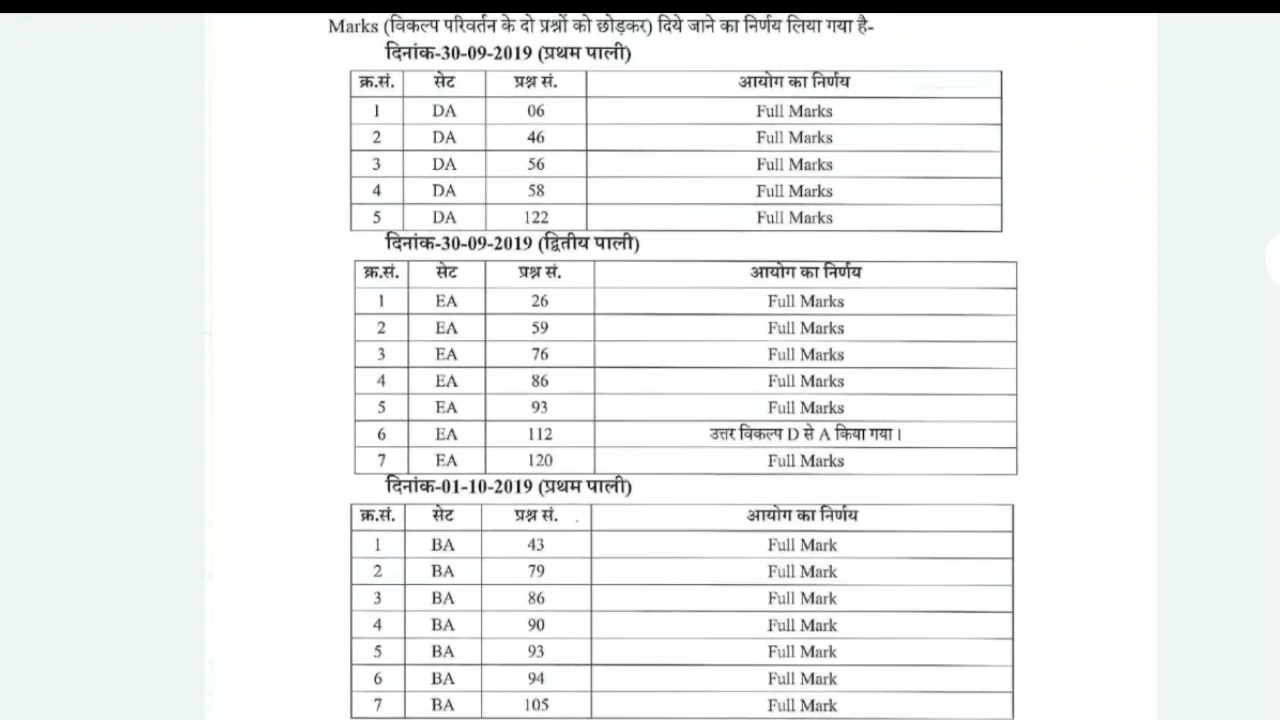 Marks (विकल्प परिवर्तन के दो प्रश्नों को छोड़कर) दिये जाने का निर्णय लिया गया है-
दिनांक-30-09-2019 (प्रथम पाली)
क्र.सं. सेट प्रश्न सं. आयोग का निर्णय
1 DA 06 Full Marks
2 DA 46 Full Marks
3 DA 56 Full Marks
4 DA 58 Full Marks
5 DA 122 Full Marks
दिनांक-30-09-2019 (द्वितीय पाली)
क्र.सं. सेट प्रश्न सं. आयोग का निर्णय
1 EA 26 Full Marks
2 EA 59 Full Marks
3 EA 76 Full Marks
4 EA 86 Full Marks
5 EA 93 Full Marks
6 EA 112 उत्तर विकल्प D से A किया गया।
7 EA 120 Full Marks
दिनांक-01-10-2019 (प्रथम पाली)
क्र.सं. सेट प्रश्न सं. आयोग का निर्णय
1 BA 43 Full Mark
2 BA 79 Full Mark
3 BA 86 Full Mark
4 BA 90 Full Mark
5 BA 93 Full Mark
6 BA 94 Full Mark
7 BA 105 Full Mark